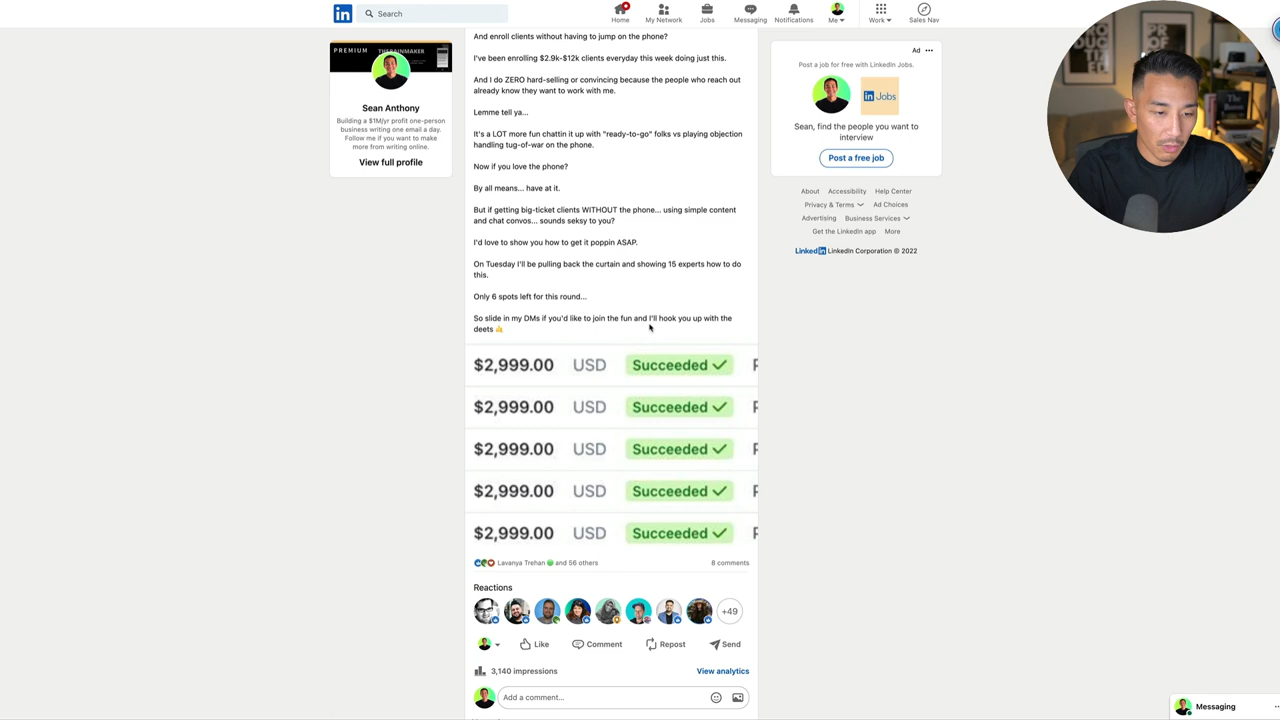 in
Search
Home
My Network
Jobs
Messaging
Notifications
Me
Work
Sales Nav
PREMIUM
Sean Anthony
Building a $1M/yr profit one-person
business writing one email a day.
Follow me if you want to make
more from writing online.
View full profile
And enroll clients without having to jump on the phone?
I've been enrolling $2.9k-$12k clients everyday this week doing just this.
And I do ZERO hard-selling or convincing because the people who reach out
already know they want to work with me.
Lemme tell ya...
It's a LOT more fun chattin it up with "ready-to-go" folks vs playing objection
handling tug-of-war on the phone.
Now if you love the phone?
By all means... have at it.
But if getting big-ticket clients WITHOUT the phone... using simple content
and chat convos... sounds seksy to you?
I'd love to show you how to get it poppin ASAP.
On Tuesday I'll be pulling back the curtain and showing 15 experts how to do
this.
Only 6 spots left for this round...
So slide in my DMs if you'd like to join the fun and I'll hook you up with the
deets 🤙
$2,999.00 USD Succeeded ✓
$2,999.00 USD Succeeded ✓
$2,999.00 USD Succeeded ✓
$2,999.00 USD Succeeded ✓
$2,999.00 USD Succeeded ✓
Lavanya Trehan and 56 others
8 comments
Reactions
+49
Like
Comment
Repost
Send
3,140 impressions
View analytics
Add a comment...
Ad •••
Post a job for free with LinkedIn Jobs.
in Jobs
Sean, find the people you want to
interview
Post a free job
About Accessibility Help Center
Privacy & Terms Ad Choices
Advertising Business Services
Get the LinkedIn app More
LinkedIn LinkedIn Corporation © 2022
Messaging